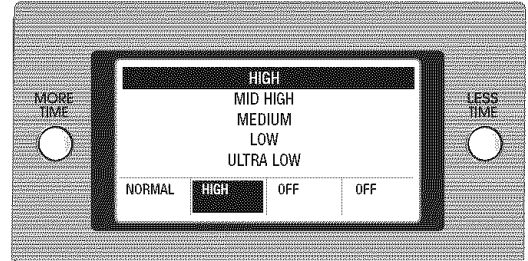 HIGH
MORE TIME
MID HIGH
LESS TIME
MEDIUM
LOW
ULTRA LOW
NORMAL HIGH OFF OFF